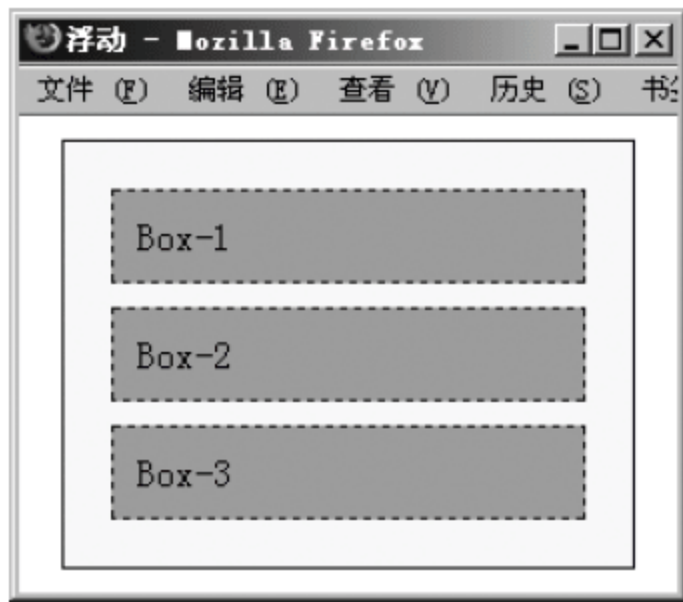 浮动 - Mozilla Firefox
文件 (F) 编辑 (E) 查看 (V) 历史 (S)
Box-1
Box-2
Box-3